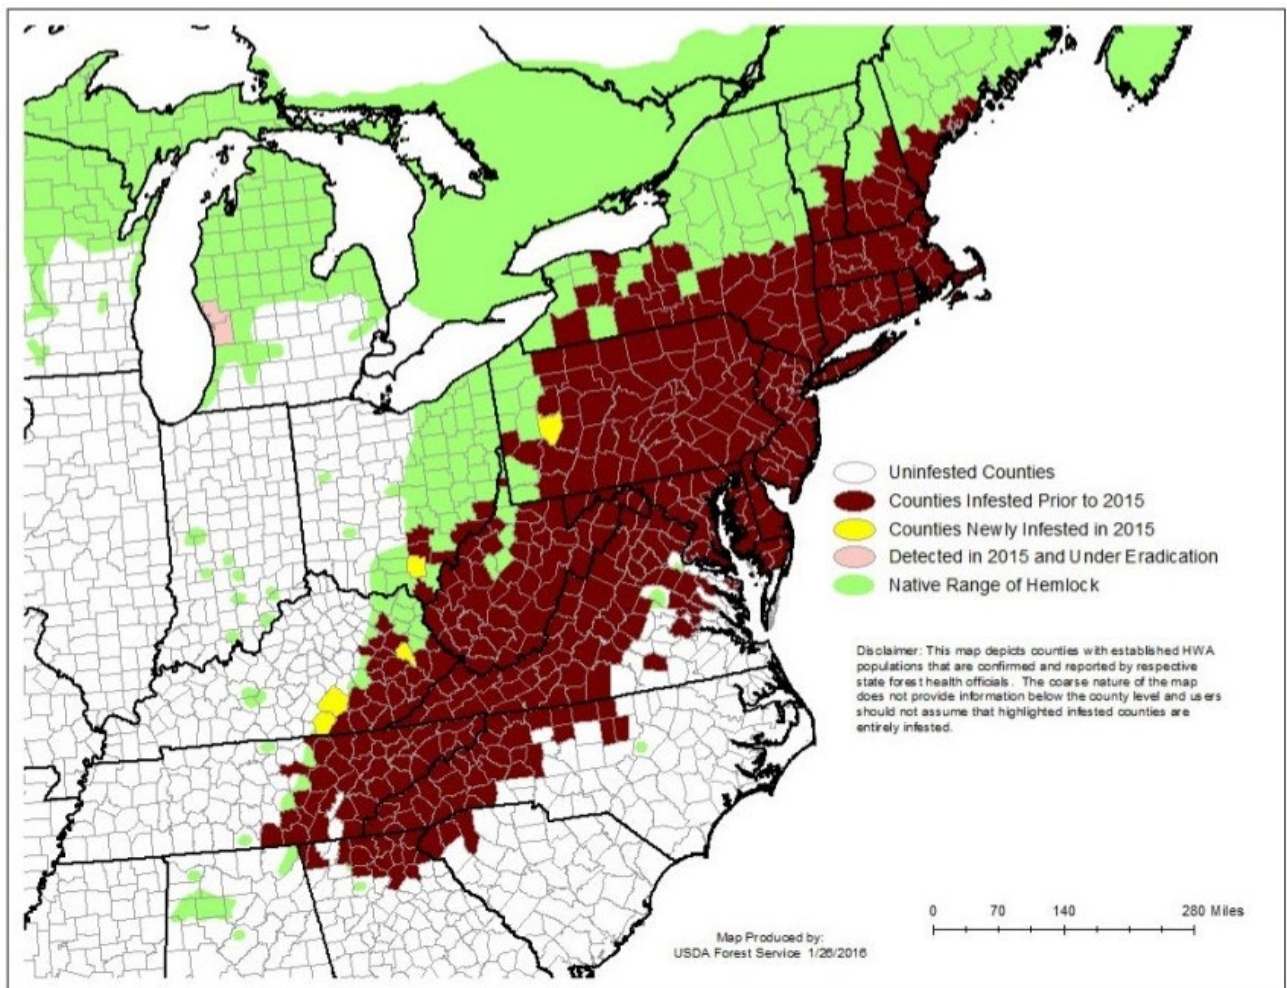 Uninfested Counties
Counties Infested Prior to 2015
Counties Newly Infested in 2015
Detected in 2015 and Under Eradication
Native Range of Hemlock
Disclaimer: This map depicts counties with established HWA
populations that are confirmed and reported by respective
state forest health officials. The coarse nature of the map
does not provide information below the county level and users
should not assume that highlighted infested counties are
entirely infested.
0 70 140 280 Miles
Map Produced by:
USDA Forest Service 1/26/2016